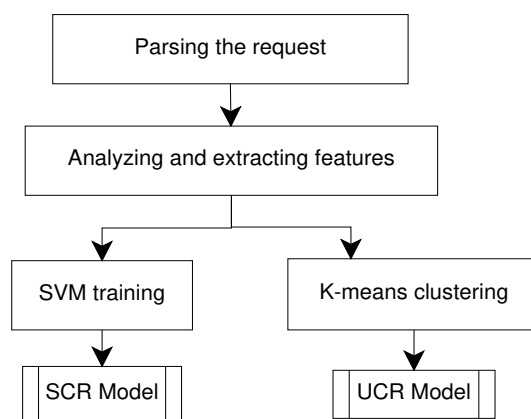 Parsing the request
Analyzing and extracting features
SVM training
K-means clustering
SCR Model
UCR Model